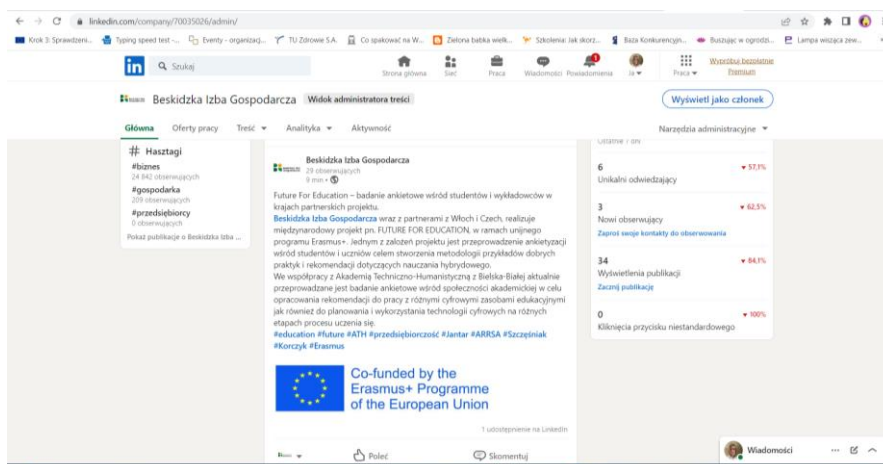 linkedin.com/company/70035026/admin/
Krok 3: Sprawdzeni... Typing speed test -... Eventy - organizacj... TU Zdrowie S.A. Co spakować na W... Zielona babka wielk... Szkolenia: Jak skorz... Baza Konkurencyjn... Buszując w ogrodzi... Lampa wisząca zew...
in Szukaj Strona główna Sieć Praca Wiadomości Powiadomienia Ja Praca Wypróbuj bezpłatnie
Premium
Beskidzka Izba Gospodarcza Widok administratora treści Wyświetl jako członek
Główna Oferty pracy Treść Analityka Aktywność Narzędzia administracyjne
# Hasztagi
#biznes
24 842 obserwujących
#gospodarka
209 obserwujących
#przedsiębiorcy
0 obserwujących
Pokaż publikacje o Beskidzka Izba ...
Beskidzka Izba Gospodarcza
29 obserwujących
9 min •
Future For Education – badanie ankietowe wśród studentów i wykładowców w
krajach partnerskich projektu.
Beskidzka Izba Gospodarcza wraz z partnerami z Włoch i Czech, realizuje
międzynarodowy projekt pn. FUTURE FOR EDUCATION, w ramach unijnego
programu Erasmus+. Jednym z założeń projektu jest przeprowadzenie ankietyzacji
wśród studentów i uczniów celem stworzenia metodologii przykładów dobrych
praktyk i rekomendacji dotyczących nauczania hybrydowego.
We współpracy z Akademią Techniczno-Humanistyczną z Bielska-Białej aktualnie
przeprowadzane jest badanie ankietowe wśród społeczności akademickiej w celu
opracowania rekomendacji do pracy z różnymi cyfrowymi zasobami edukacyjnymi
jak również do planowania i wykorzystania technologii cyfrowych na różnych
etapach procesu uczenia się.
#education #future #ATH #przedsiębiorczość #Jantar #ARRSA #Szczęśniak
#Korczyk #Erasmus
Co-funded by the
Erasmus+ Programme
of the European Union
1 udostępnienie na LinkedIn
Poleć Skomentuj
Ostatnie 7 dni
6 ▼ 57,1%
Unikalni odwiedzający
3 ▼ 62,5%
Nowi obserwujący
Zaproś swoje kontakty do obserwowania
34 ▼ 84,1%
Wyświetlenia publikacji
Zacznij publikację
0 ▼ 100%
Kliknięcia przycisku niestandardowego
Wiadomości